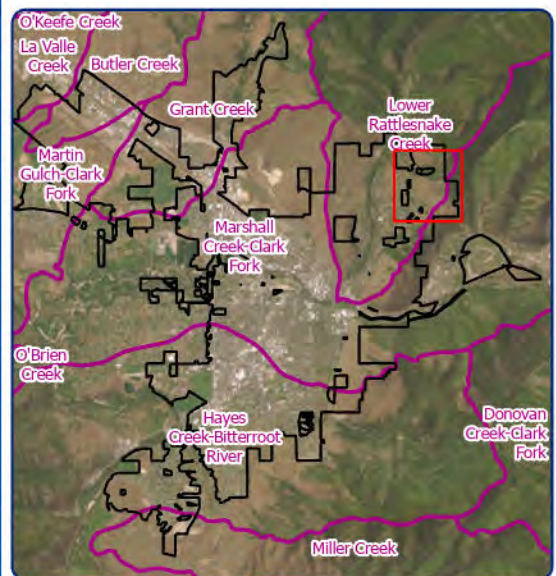 O'Keefe Creek
La Valle
Creek
Butler Creek
Grant Creek
Lower
Rattlesnake
Creek
Martin
Gulch-Clark
Fork
Marshall
Creek-Clark
Fork
O'Brien
Creek
Hayes
Creek-Bitterroot
River
Donovan
Creek-Clark
Fork
Miller Creek